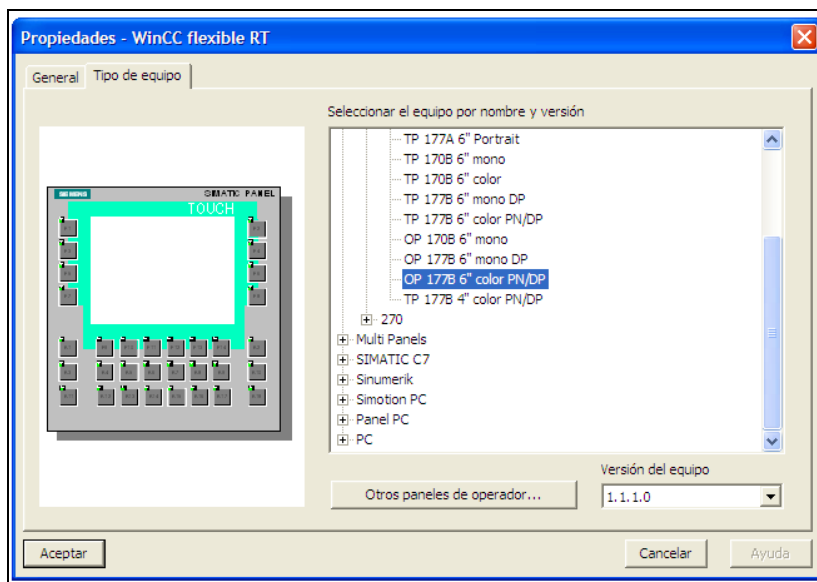 Propiedades - WinCC flexible RT
General
Tipo de equipo
Seleccionar el equipo por nombre y versión
SIEMENS
SIMATIC PANEL
TOUCH
TP 177A 6" Portrait
TP 170B 6" mono
TP 170B 6" color
TP 177B 6" mono DP
TP 177B 6" color PN/DP
OP 170B 6" mono
OP 177B 6" mono DP
OP 177B 6" color PN/DP
TP 177B 4" color PN/DP
270
Multi Panels
SIMATIC C7
Sinumerik
Simotion PC
Panel PC
PC
Otros paneles de operador...
Versión del equipo
1.1.1.0
Aceptar
Cancelar
Ayuda